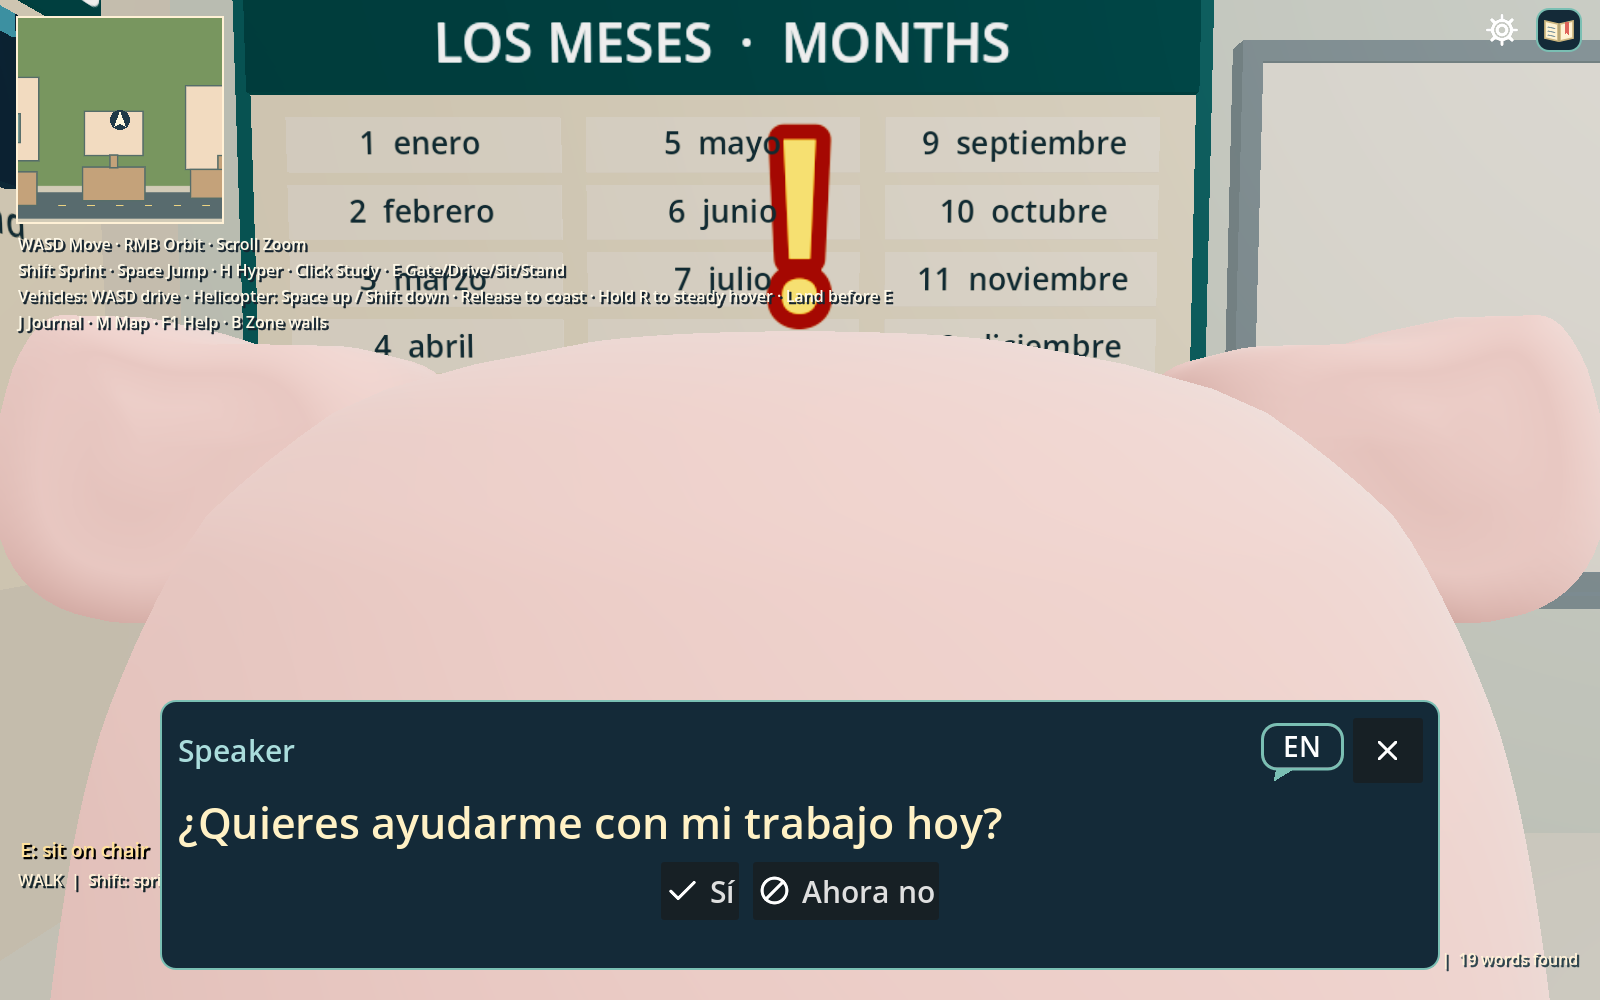 LOS MESES · MONTHS
1 enero
5 mayo
9 septiembre
2 febrero
6 junio
10 octubre
3 marzo
7 julio
11 noviembre
4 abril
diciembre
WASD Move · RMB Orbit · Scroll Zoom
Shift Sprint · Space Jump · H Hyper · Click Study · E Gate/Drive/Sit/Stand
Vehicles: WASD drive · Helicopter: Space up / Shift down · Release to coast · Hold R to steady hover · Land before E
J Journal · M Map · F1 Help · B Zone walls
Speaker
EN
¿Quieres ayudarme con mi trabajo hoy?
Sí
Ahora no
E: sit on chair
WALK | Shift:
| 19 words found